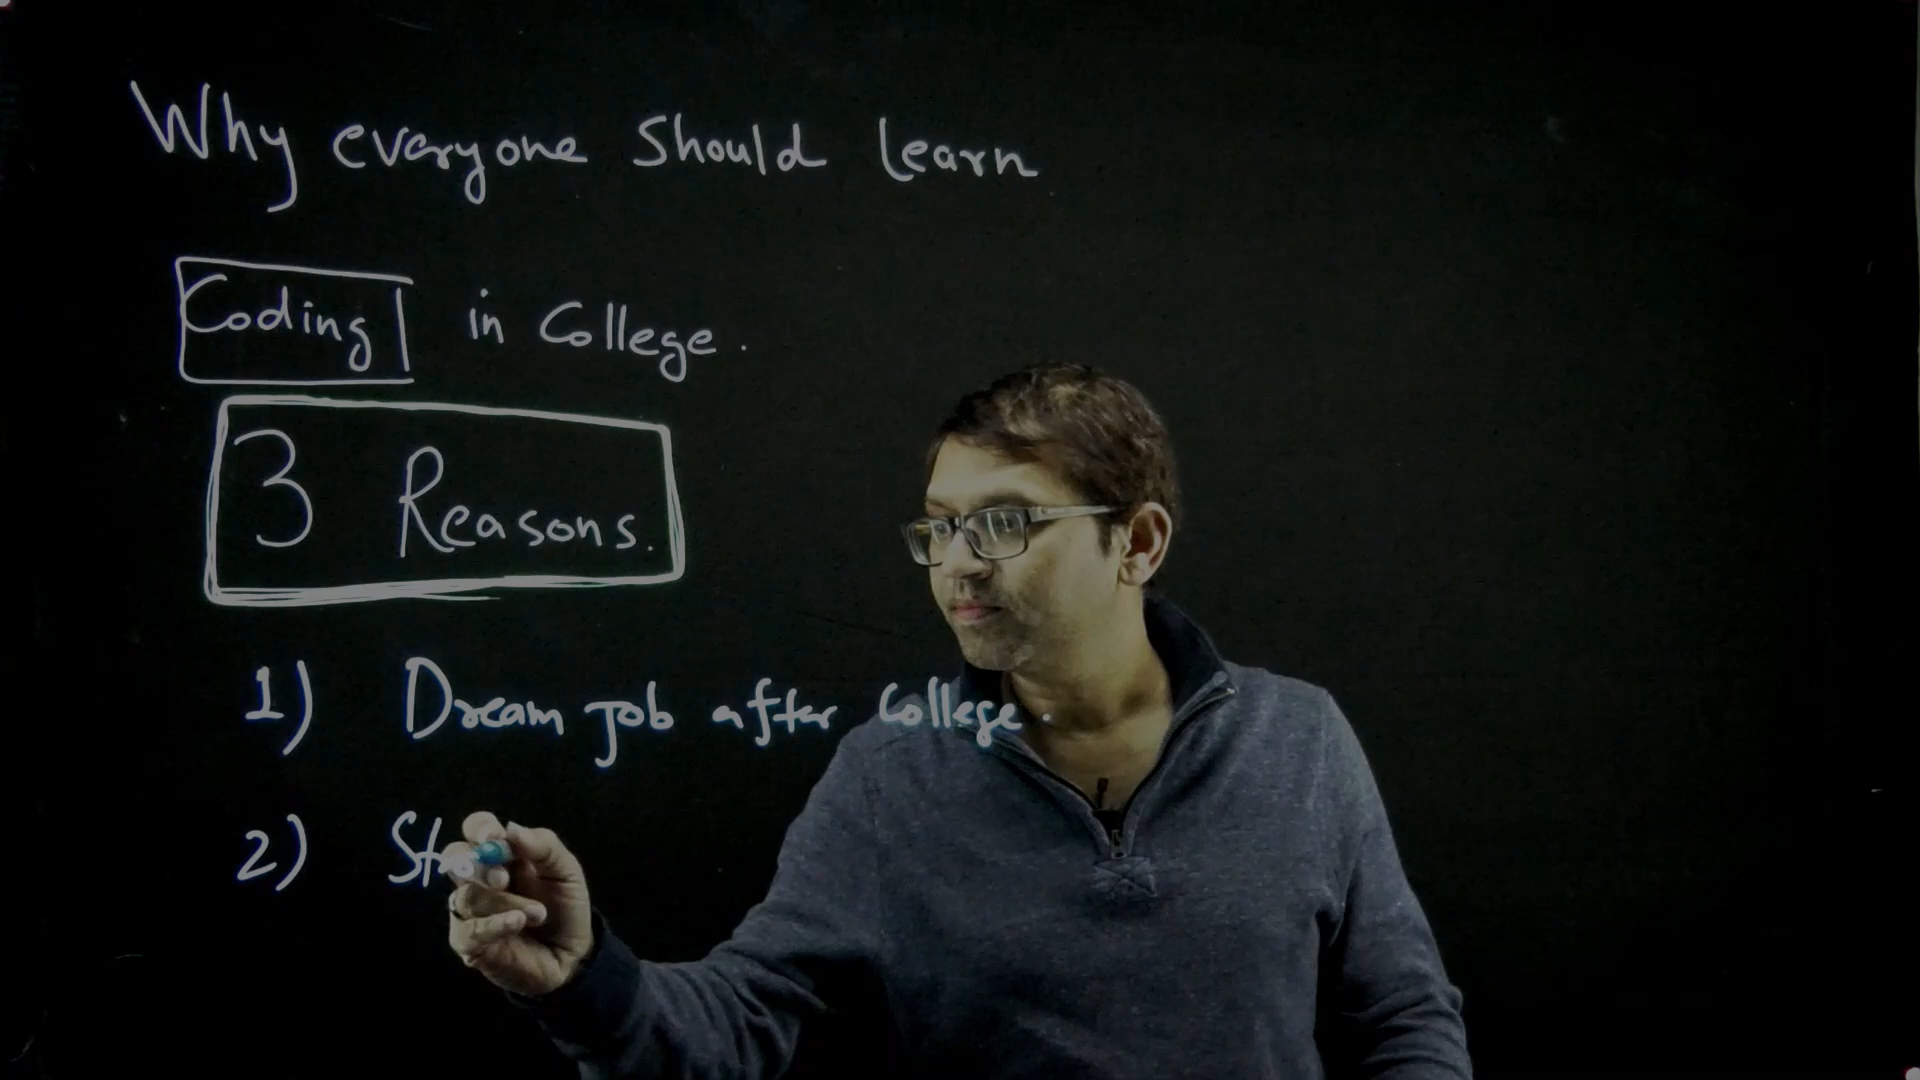 Why everyone should learn
Coding in College.
3 Reasons.
1) Dream job after College.
2)